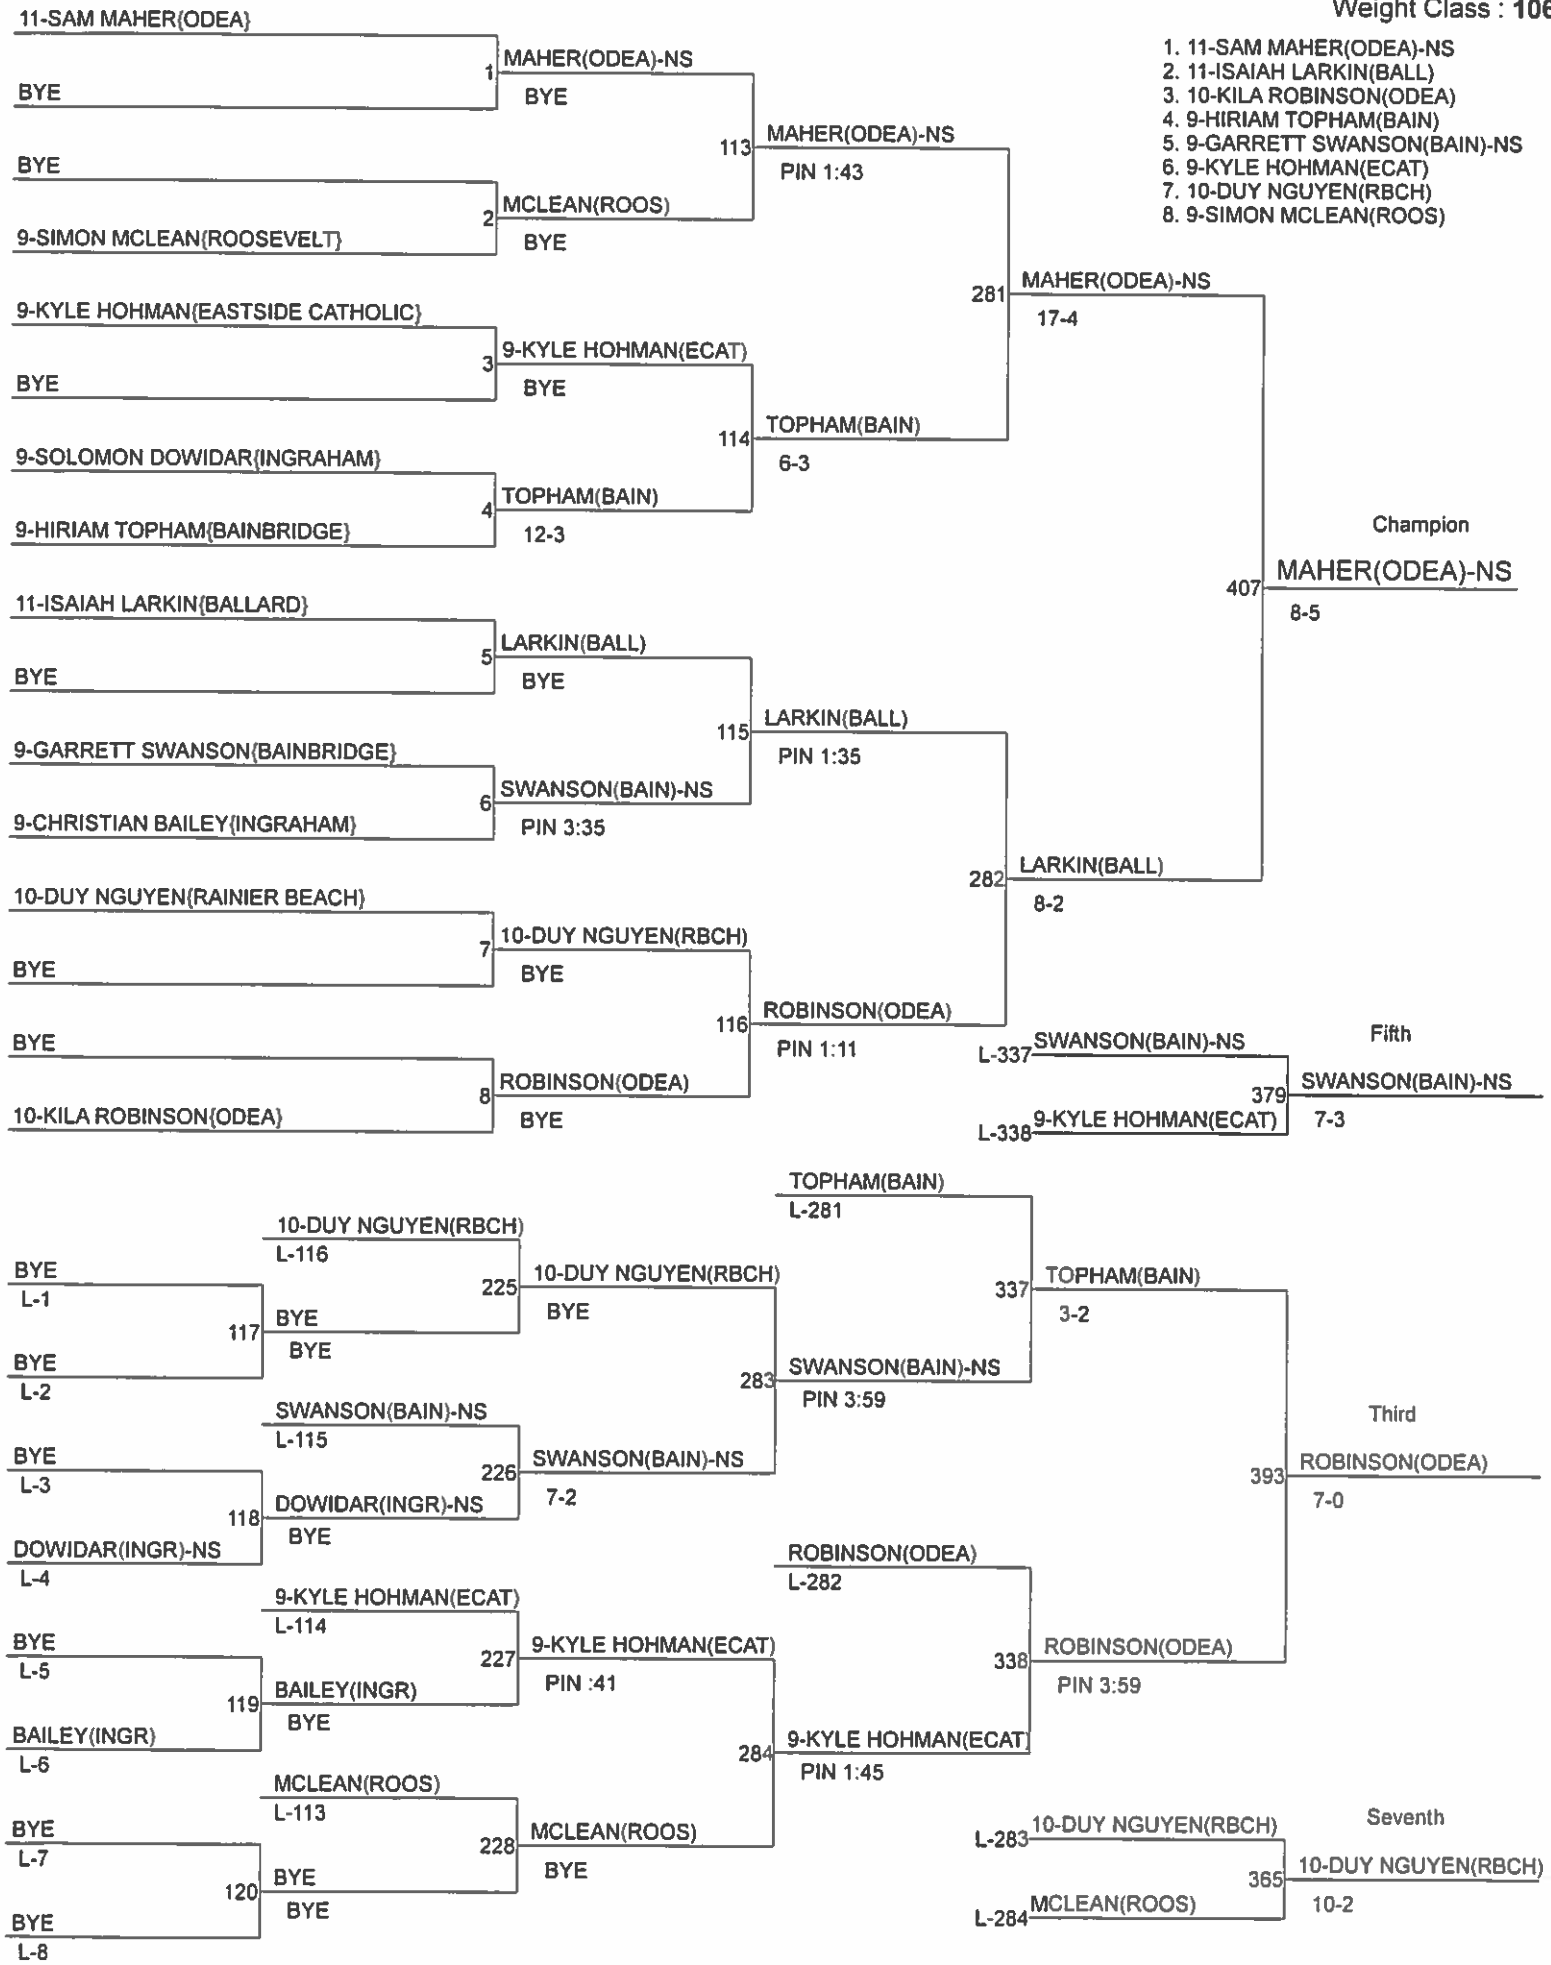 Weight Class : 106
1. 11-SAM MAHER(ODEA)-NS
2. 11-ISAIAH LARKIN(BALL)
3. 10-KILA ROBINSON(ODEA)
4. 9-HIRIAM TOPHAM(BAIN)
5. 9-GARRETT SWANSON(BAIN)-NS
6. 9-KYLE HOHMAN(ECAT)
7. 10-DUY NGUYEN(RBCH)
8. 9-SIMON MCLEAN(ROOS)
11-SAM MAHER{ODEA}
BYE
BYE
9-SIMON MCLEAN{ROOSEVELT}
9-KYLE HOHMAN{EASTSIDE CATHOLIC}
BYE
9-SOLOMON DOWIDAR{INGRAHAM}
9-HIRIAM TOPHAM{BAINBRIDGE}
11-ISAIAH LARKIN{BALLARD}
BYE
9-GARRETT SWANSON{BAINBRIDGE}
9-CHRISTIAN BAILEY{INGRAHAM}
10-DUY NGUYEN{RAINIER BEACH}
BYE
BYE
10-KILA ROBINSON{ODEA}
1 MAHER(ODEA)-NS
BYE
2 MCLEAN(ROOS)
BYE
3 9-KYLE HOHMAN(ECAT)
BYE
4 TOPHAM(BAIN)
12-3
5 LARKIN(BALL)
BYE
6 SWANSON(BAIN)-NS
PIN 3:35
7 10-DUY NGUYEN(RBCH)
BYE
8 ROBINSON(ODEA)
BYE
113 MAHER(ODEA)-NS
PIN 1:43
114 TOPHAM(BAIN)
6-3
115 LARKIN(BALL)
PIN 1:35
116 ROBINSON(ODEA)
PIN 1:11
281 MAHER(ODEA)-NS
17-4
282 LARKIN(BALL)
8-2
Champion
407 MAHER(ODEA)-NS
8-5
Fifth
L-337 SWANSON(BAIN)-NS
L-338 9-KYLE HOHMAN(ECAT)
379 SWANSON(BAIN)-NS
7-3
BYE
L-1
BYE
L-2
BYE
L-3
DOWIDAR(INGR)-NS
L-4
BYE
L-5
BAILEY(INGR)
L-6
BYE
L-7
BYE
L-8
10-DUY NGUYEN(RBCH)
L-116
117 BYE
BYE
SWANSON(BAIN)-NS
L-115
118 DOWIDAR(INGR)-NS
BYE
9-KYLE HOHMAN(ECAT)
L-114
119 BAILEY(INGR)
BYE
MCLEAN(ROOS)
L-113
120 BYE
BYE
225 10-DUY NGUYEN(RBCH)
BYE
226 SWANSON(BAIN)-NS
7-2
227 9-KYLE HOHMAN(ECAT)
PIN :41
228 MCLEAN(ROOS)
BYE
TOPHAM(BAIN)
L-281
283 SWANSON(BAIN)-NS
PIN 3:59
ROBINSON(ODEA)
L-282
284 9-KYLE HOHMAN(ECAT)
PIN 1:45
337 TOPHAM(BAIN)
3-2
338 ROBINSON(ODEA)
PIN 3:59
Third
393 ROBINSON(ODEA)
7-0
Seventh
L-283 10-DUY NGUYEN(RBCH)
L-284 MCLEAN(ROOS)
365 10-DUY NGUYEN(RBCH)
10-2